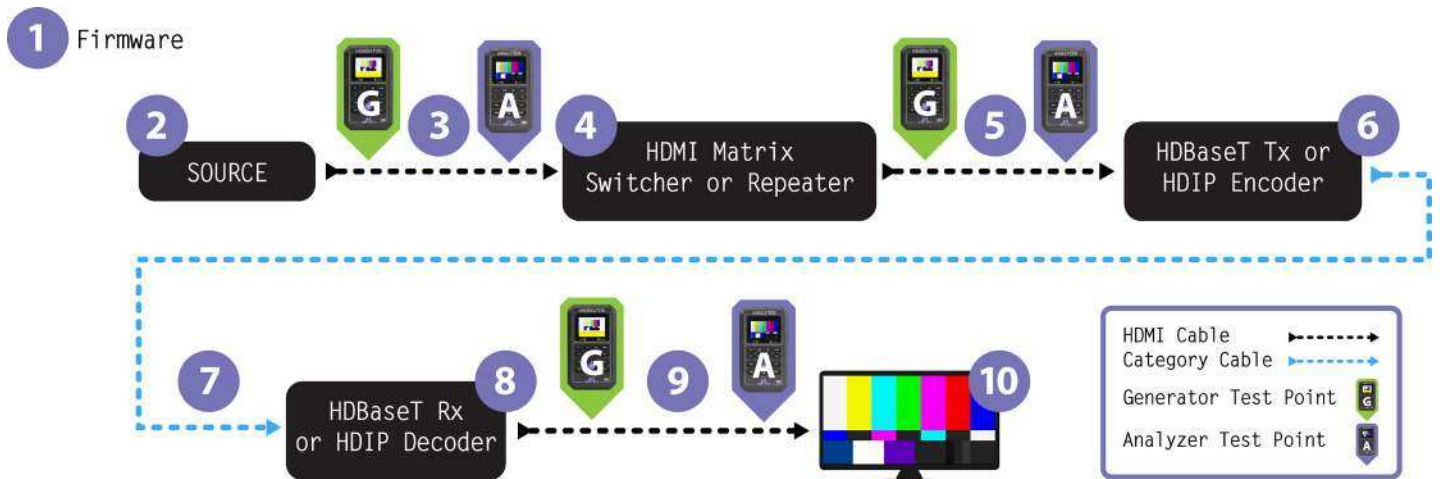 1 Firmware
G
3
A
G
5
A
2
SOURCE
4
HDMI Matrix
Switcher or Repeater
6
HDBaseT Tx or
HDIP Encoder
7
HDBaseT Rx
or HDIP Decoder
8
G
9
A
10
HDMI Cable
Category Cable
Generator Test Point
G
Analyzer Test Point
A